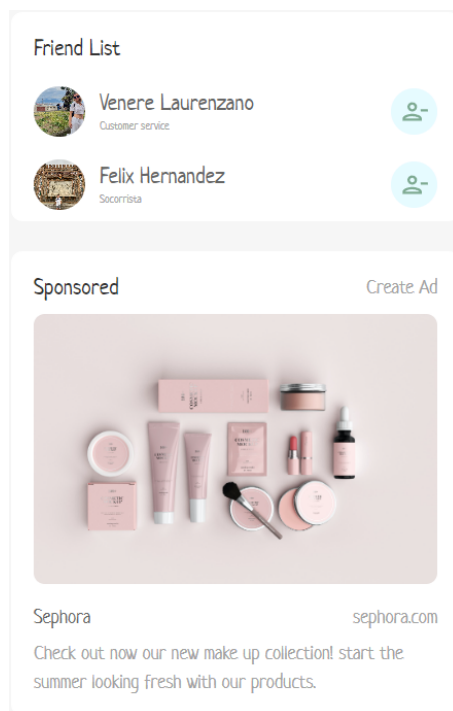 Friend List
Venere Laurenzano
Customer service
Felix Hernandez
Socorrista
Sponsored
Create Ad
Sephora
sephora.com
Check out now our new make up collection! start the
summer looking fresh with our products.